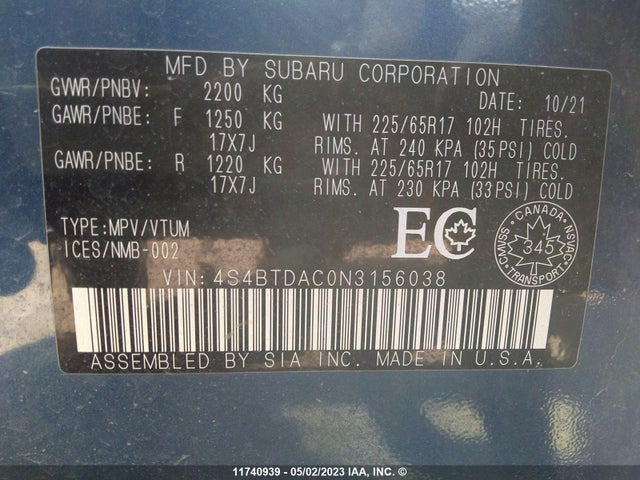 MFD BY SUBARU CORPORATION
GVWR/PNBV: 2200 KG DATE: 10/21
GAWR/PNBE: F 1250 KG WITH 225/65R17 102H TIRES.
17X7J RIMS. AT 240 KPA (35PSI) COLD
GAWR/PNBE: R 1220 KG WITH 225/65R17 102H TIRES.
17X7J RIMS. AT 230 KPA (33PSI) COLD
TYPE:MPV/VTUM
ICES/NMB-002
EC
CANADA
CMVSS
NSVAC
345
TRANSPORT
VIN: 4S4BTDAC0N3156038
ASSEMBLED BY SIA INC. MADE IN U.S.A.
11740939 - 05/02/2023 IAA, INC. ©